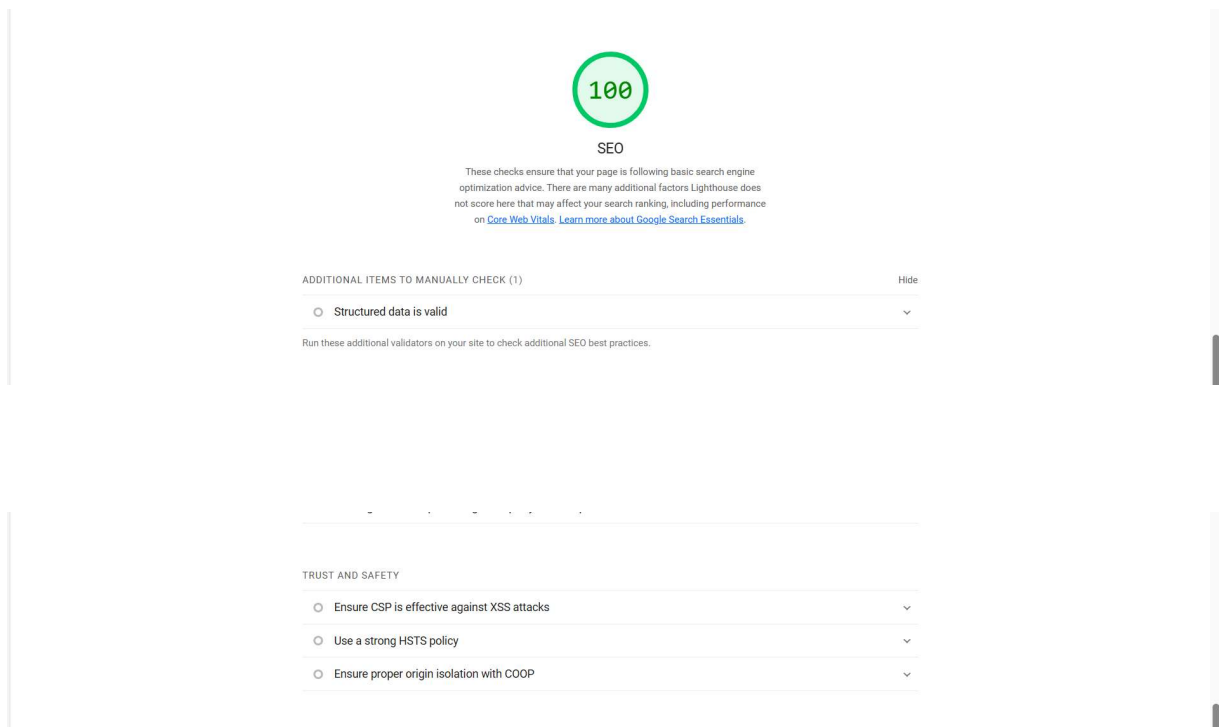 100
SEO
These checks ensure that your page is following basic search engine
optimization advice. There are many additional factors Lighthouse does
not score here that may affect your search ranking, including performance
on Core Web Vitals. Learn more about Google Search Essentials.
ADDITIONAL ITEMS TO MANUALLY CHECK (1) Hide
Structured data is valid
Run these additional validators on your site to check additional SEO best practices.
TRUST AND SAFETY
Ensure CSP is effective against XSS attacks
Use a strong HSTS policy
Ensure proper origin isolation with COOP